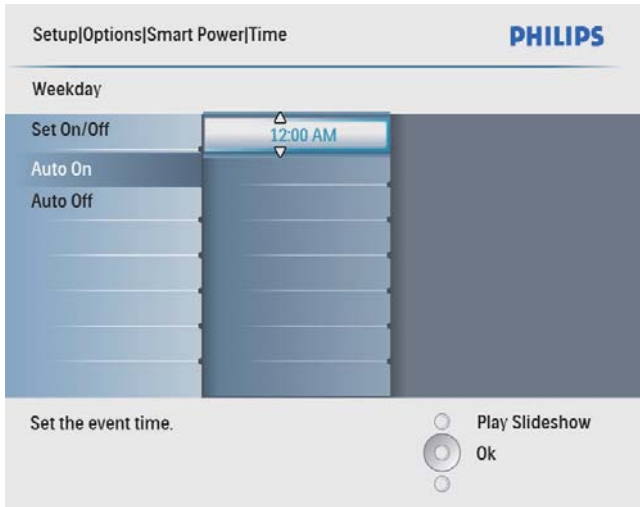 Setup|Options|Smart Power|Time
PHILIPS
Weekday
Set On/Off
12:00 AM
Auto On
Auto Off
Set the event time.
Play Slideshow
Ok